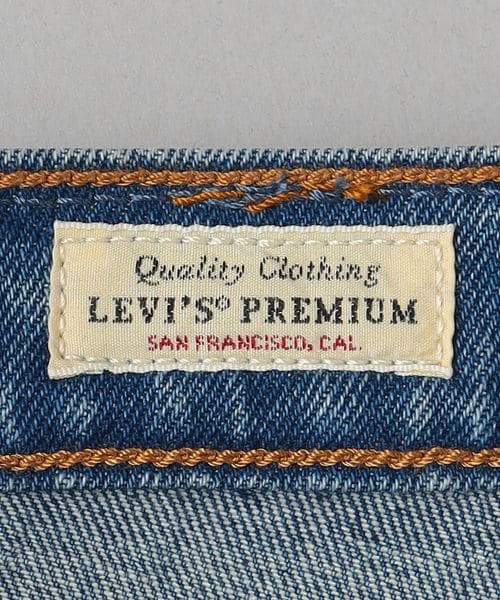 Quality Clothing
LEVI'S® PREMIUM
SAN FRANCISCO, CAL.